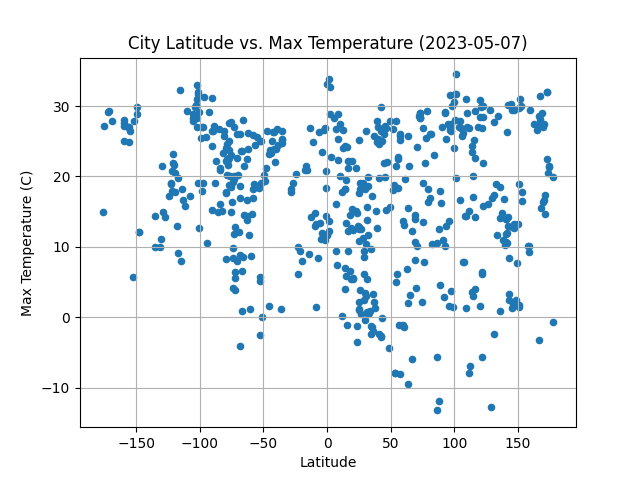 City Latitude vs. Max Temperature (2023-05-07)
Max Temperature (C)
30
20
10
0
−10
−150 −100 −50 0 50 100 150
Latitude